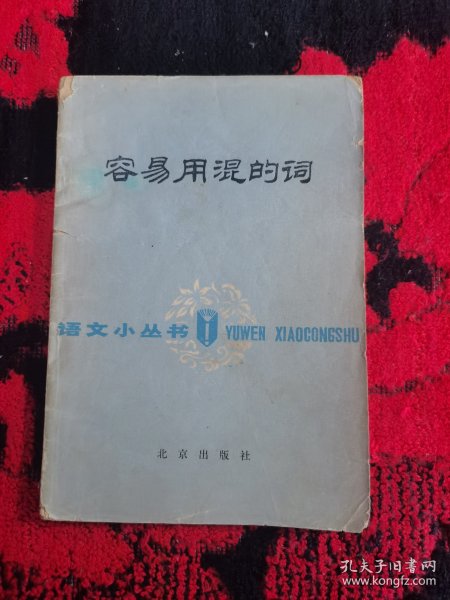 容易用混的词
语文小丛书 YUWEN XIAOCONGSHU
北京出版社
孔夫子旧书网
www.kongfz.com